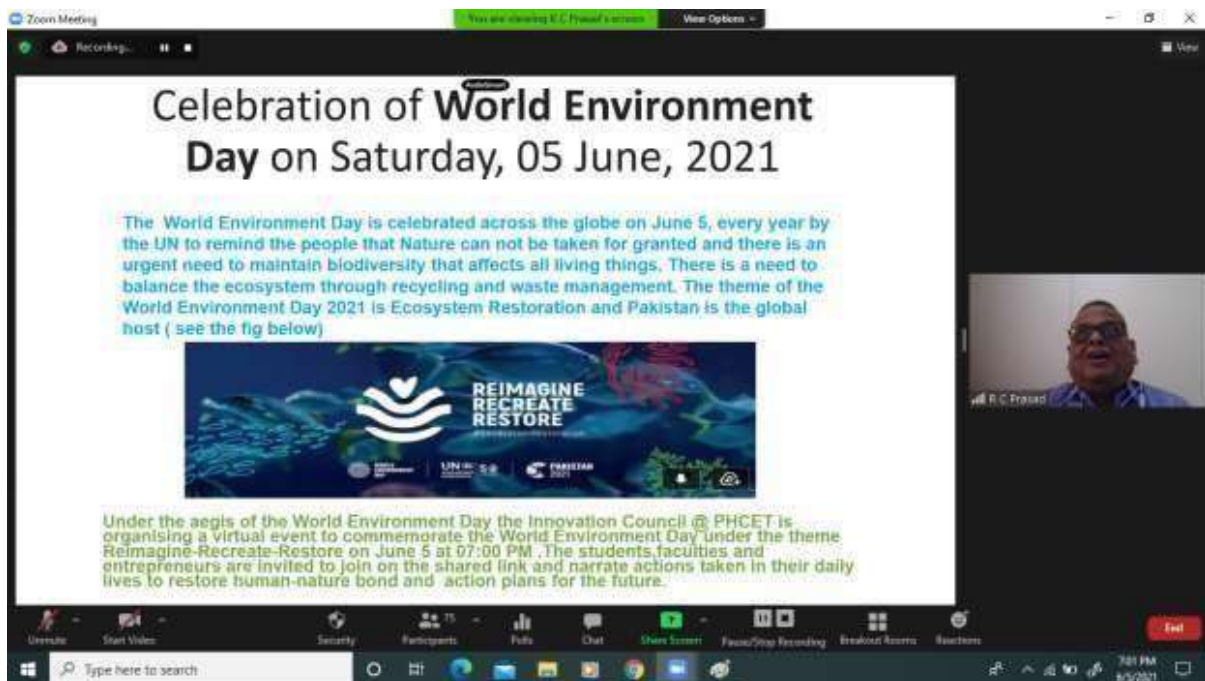 Zoom Meeting
You are viewing R C Prasad's screen
View Options
Recording...
View
Celebration of World Environment
Day on Saturday, 05 June, 2021
The World Environment Day is celebrated across the globe on June 5, every year by
the UN to remind the people that Nature can not be taken for granted and there is an
urgent need to maintain biodiversity that affects all living things. There is a need to
balance the ecosystem through recycling and waste management. The theme of the
World Environment Day 2021 is Ecosystem Restoration and Pakistan is the global
host ( see the fig below)
REIMAGINE
RECREATE
RESTORE
WORLD
ENVIRONMENT
DAY
UN
50
PAKISTAN
2021
R C Prasad
Under the aegis of the World Environment Day the Innovation Council @ PHCET is
organising a virtual event to commemorate the World Environment Day under the theme
Reimagine-Recreate-Restore on June 5 at 07:00 PM .The students,faculties and
entrepreneurs are invited to join on the shared link and narrate actions taken in their daily
lives to restore human-nature bond and action plans for the future.
Unmute
Start Video
Security
75
Participants
Polls
Chat
Share Screen
Pause/Stop Recording
Breakout Rooms
Reactions
End
Type here to search
7:01 PM
6/5/2021